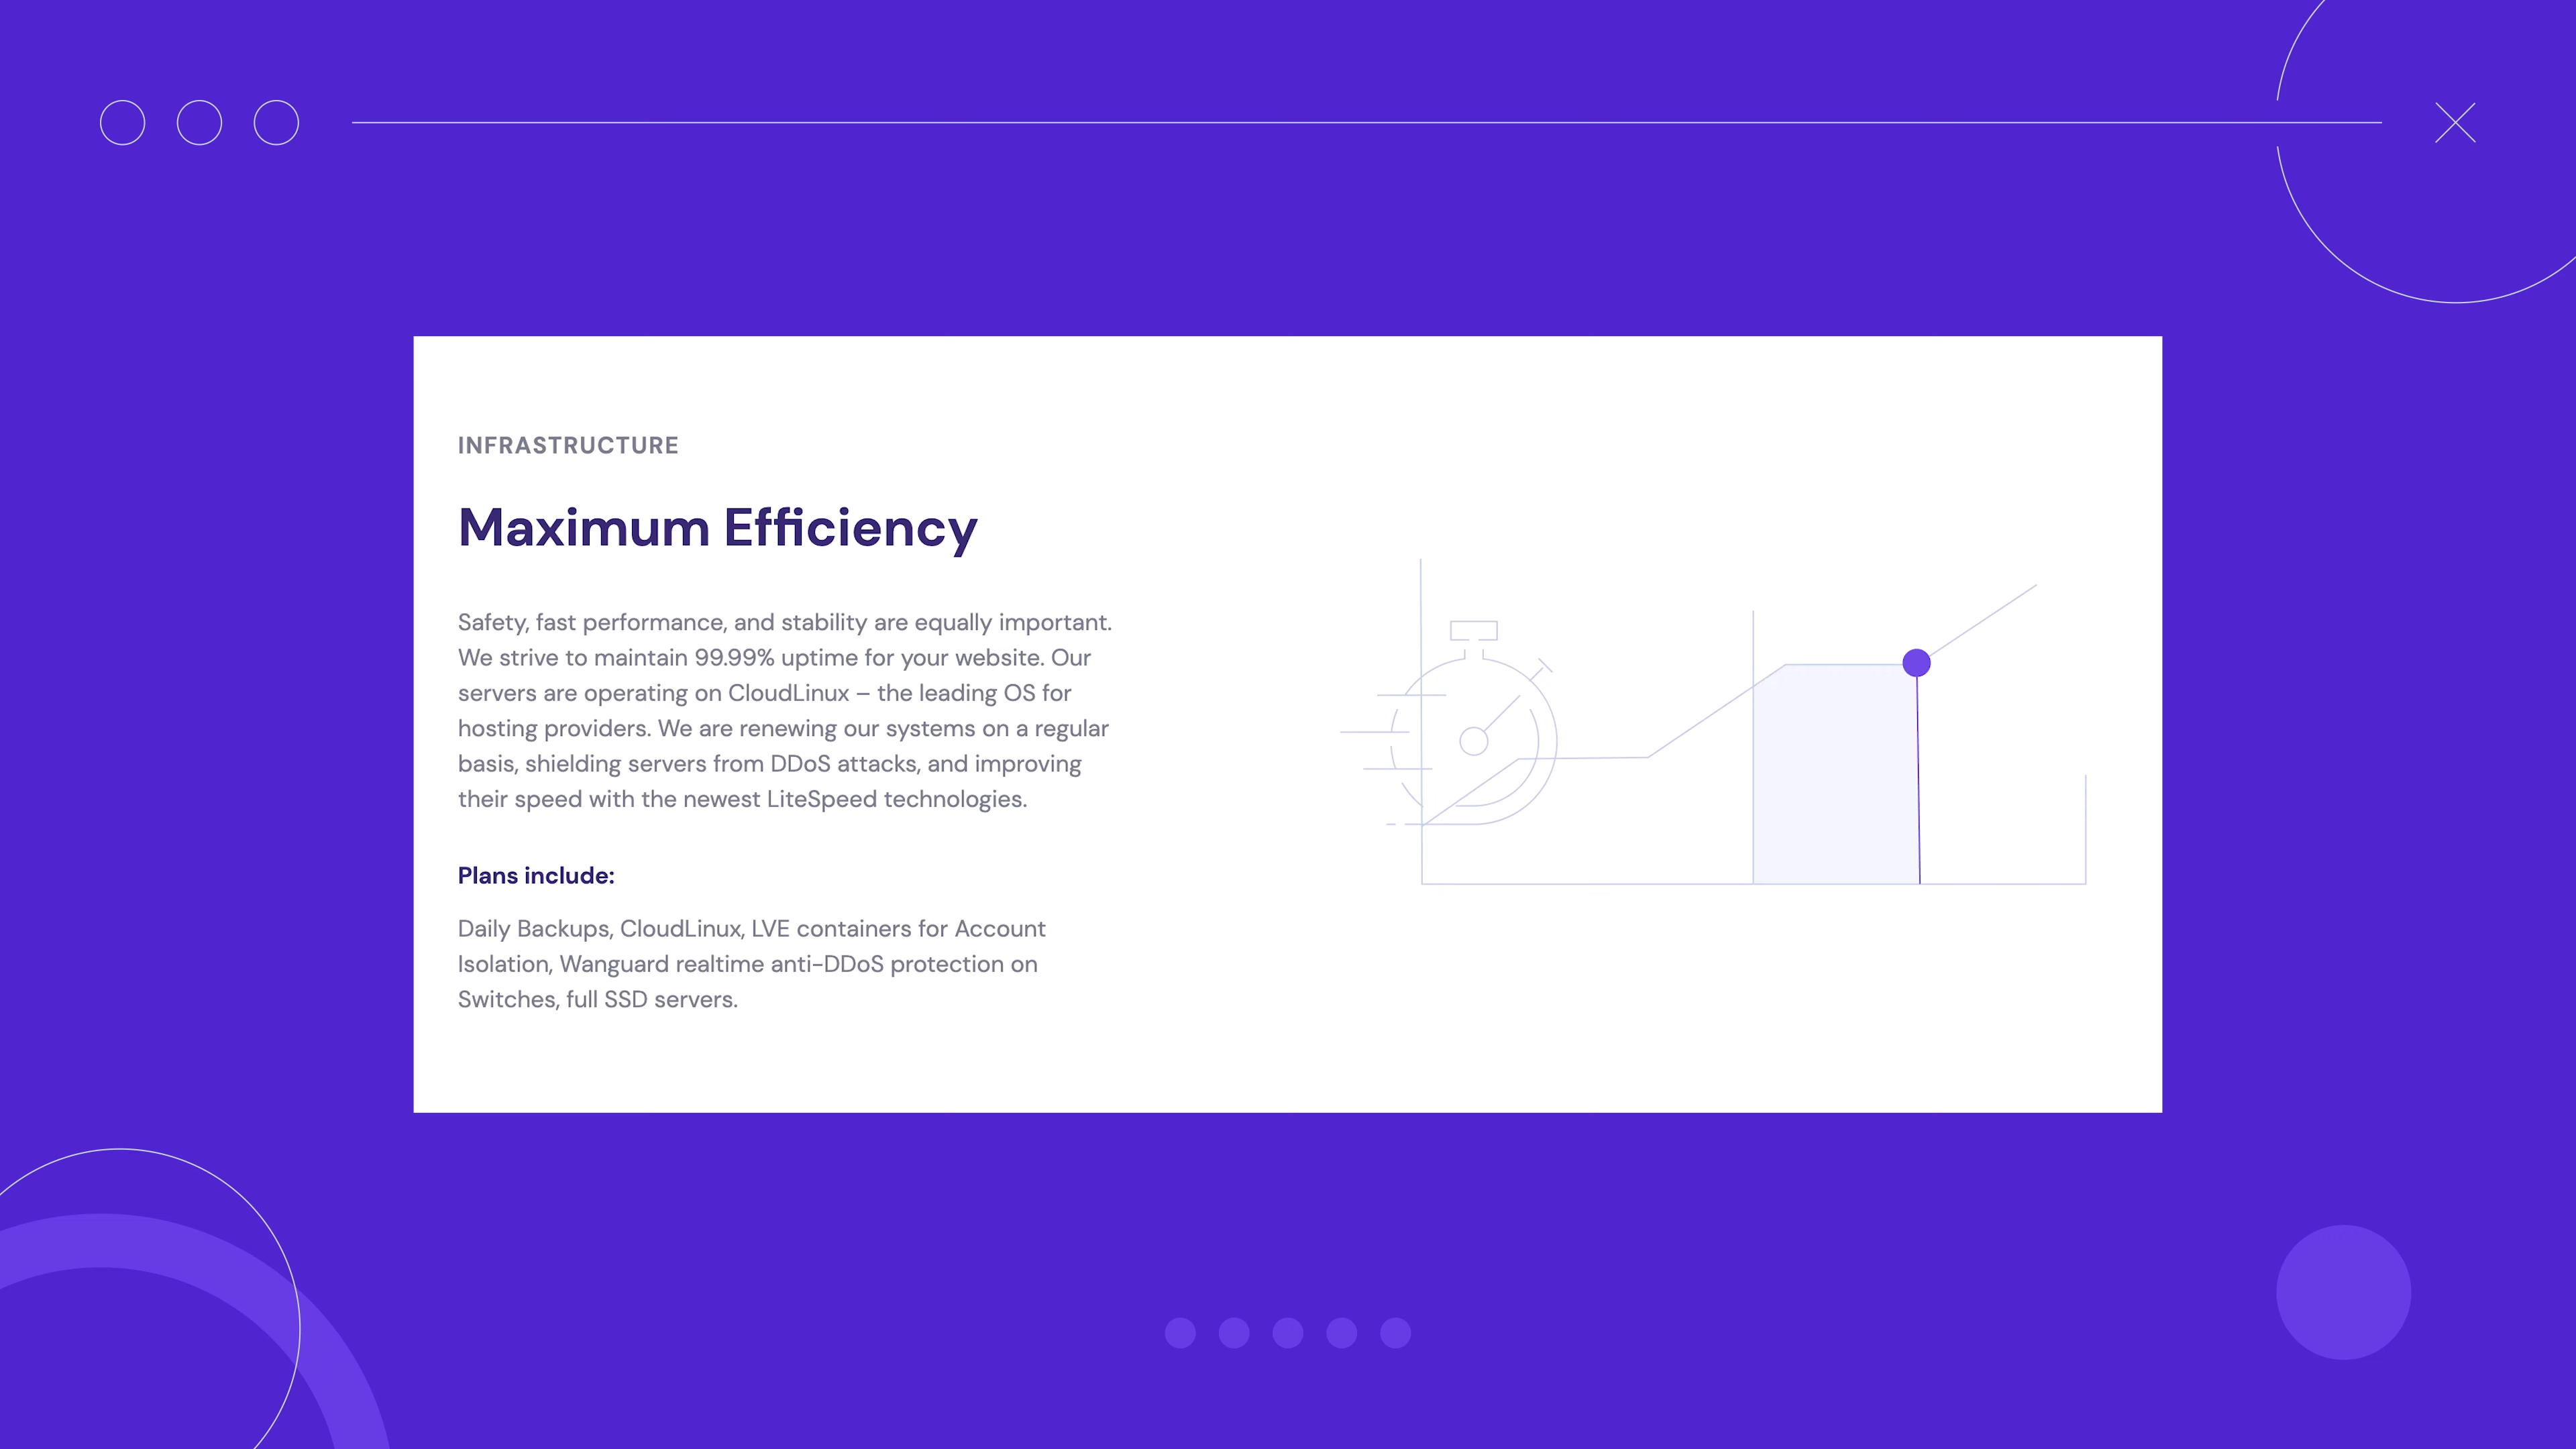 INFRASTRUCTURE
Maximum Efficiency
Safety, fast performance, and stability are equally important.
We strive to maintain 99.99% uptime for your website. Our
servers are operating on CloudLinux – the leading OS for
hosting providers. We are renewing our systems on a regular
basis, shielding servers from DDoS attacks, and improving
their speed with the newest LiteSpeed technologies.
Plans include:
Daily Backups, CloudLinux, LVE containers for Account
Isolation, Wanguard realtime anti-DDoS protection on
Switches, full SSD servers.